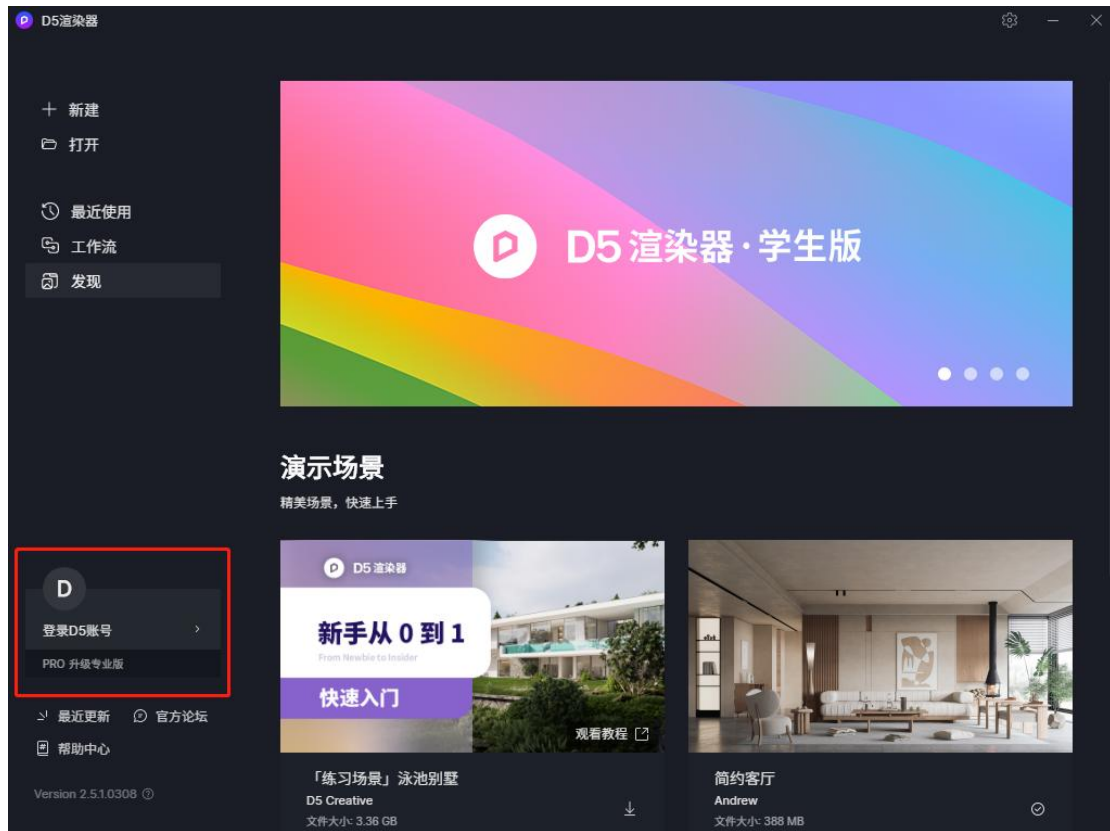 D5渲染器
新建
打开
最近使用
工作流
发现
D5 渲染器·学生版
演示场景
精美场景，快速上手
D
登录D5账号
PRO 升级专业版
最近更新 官方论坛
帮助中心
Version 2.5.1.0308
D5 渲染器
新手从 0 到 1
From Newbie to Insider
快速入门
观看教程
「练习场景」泳池别墅
D5 Creative
文件大小: 3.36 GB
简约客厅
Andrew
文件大小: 388 MB